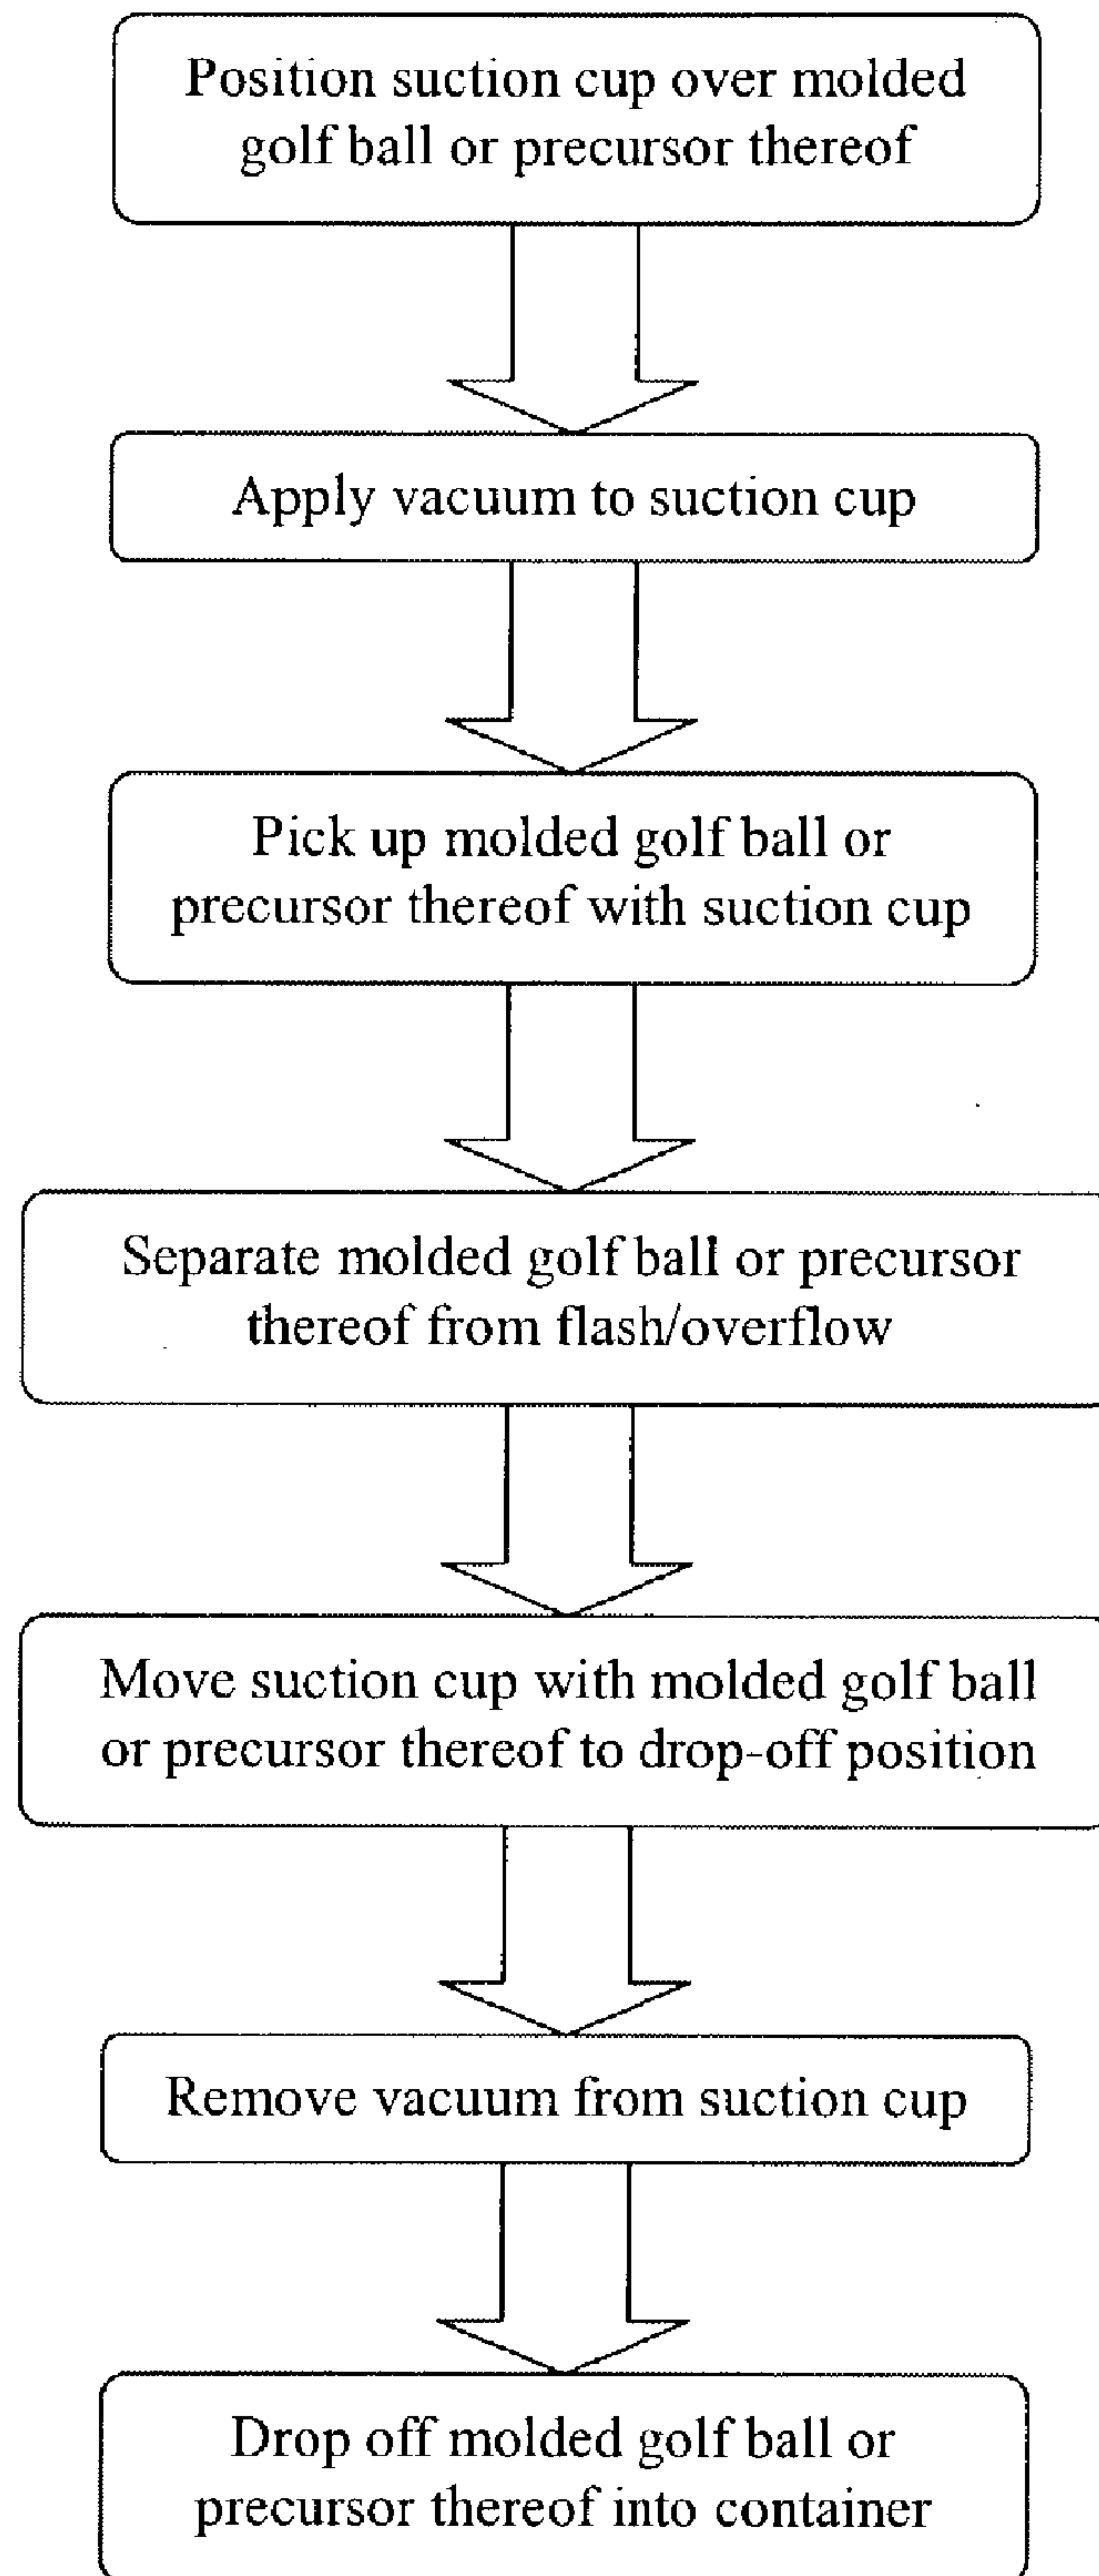 Position suction cup over molded
golf ball or precursor thereof
Apply vacuum to suction cup
Pick up molded golf ball or
precursor thereof with suction cup
Separate molded golf ball or precursor
thereof from flash/overflow
Move suction cup with molded golf ball
or precursor thereof to drop-off position
Remove vacuum from suction cup
Drop off molded golf ball or
precursor thereof into container